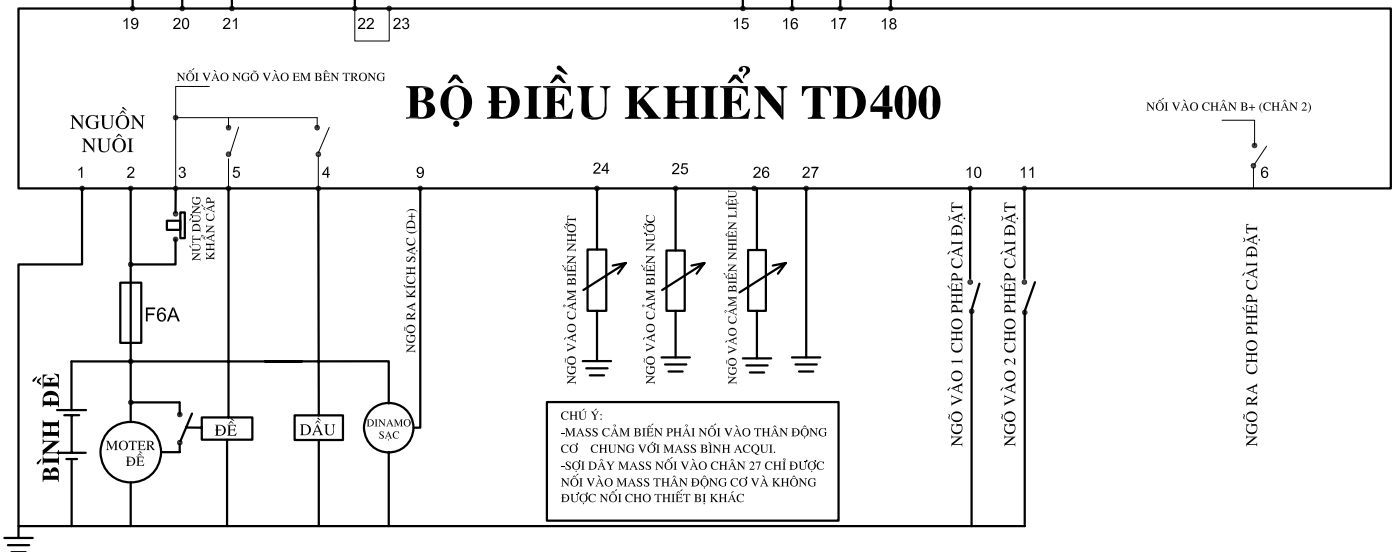 19 20 21 22 23 15 16 17 18
NỐI VÀO NGÕ VÀO EM BÊN TRONG
BỘ ĐIỀU KHIỂN TD400
NỐI VÀO CHÂN B+ (CHÂN 2)
NGUỒN
NUÔI
1 2 3 5 4 9 24 25 26 27 10 11 6
NÚT DỪNG
KHẨN CẤP
NGÕ RA KÍCH SẠC (D+)
NGÕ VÀO CẢM BIẾN NHỚT
NGÕ VÀO CẢM BIẾN NƯỚC
NGÕ VÀO CẢM BIẾN NHIÊN LIỆU
NGÕ VÀO 1 CHO PHÉP CÀI ĐẶT
NGÕ VÀO 2 CHO PHÉP CÀI ĐẶT
NGÕ RA CHO PHÉP CÀI ĐẶT
F6A
BÌNH ĐỀ
MOTER
ĐỀ
ĐỀ
DẦU
DINAMO
SẠC
CHÚ Ý:
-MASS CẢM BIẾN PHẢI NỐI VÀO THÂN ĐỘNG
CƠ CHUNG VỚI MASS BÌNH ACQUI.
-SỢI DÂY MASS NỐI VÀO CHÂN 27 CHỈ ĐƯỢC
NỐI VÀO MASS THÂN ĐỘNG CƠ VÀ KHÔNG
ĐƯỢC NỐI CHO THIẾT BỊ KHÁC